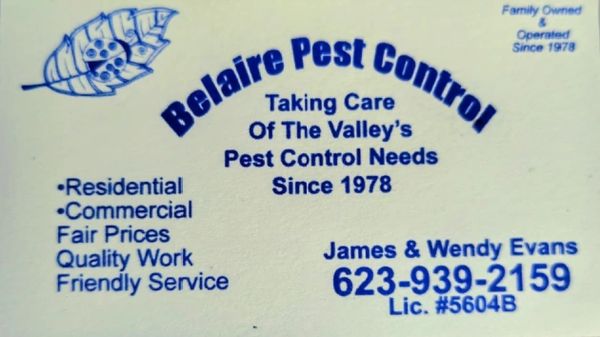 Family Owned
&
Operated
Since 1978
Belaire Pest Control
Taking Care
Of The Valley's
Pest Control Needs
Since 1978
•Residential
•Commercial
Fair Prices
Quality Work
Friendly Service
James & Wendy Evans
623-939-2159
Lic. #5604B